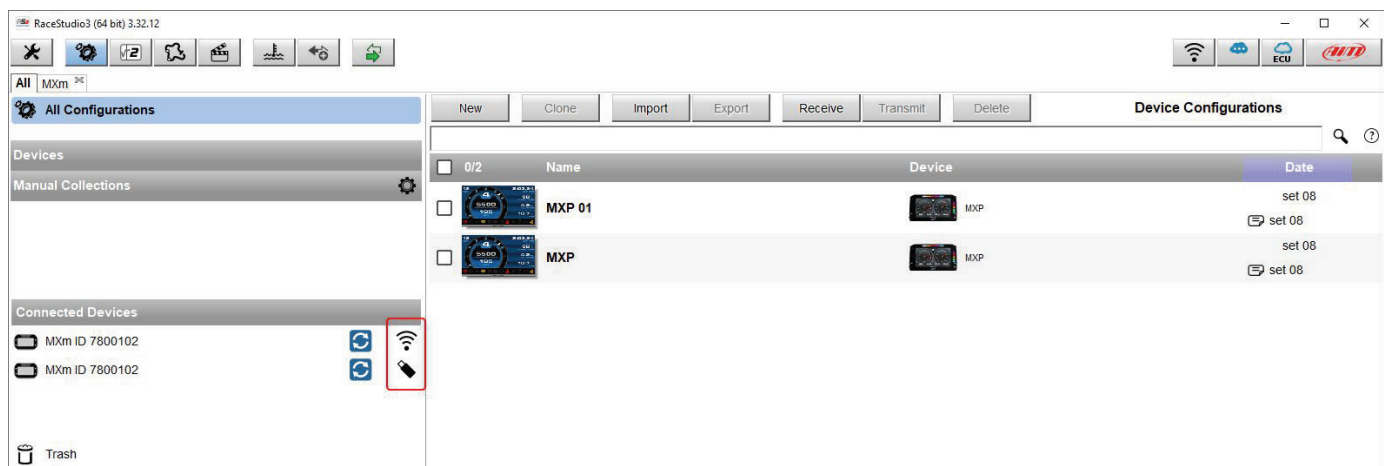 RaceStudio3 (64 bit) 3.32.12
ECU
AiM
All MXm
All Configurations
New Clone Import Export Receive Transmit Delete Device Configurations
Devices
0/2 Name Device Date
Manual Collections
MXP 01 MXP set 08
set 08
MXP MXP set 08
set 08
Connected Devices
MXm ID 7800102
MXm ID 7800102
Trash